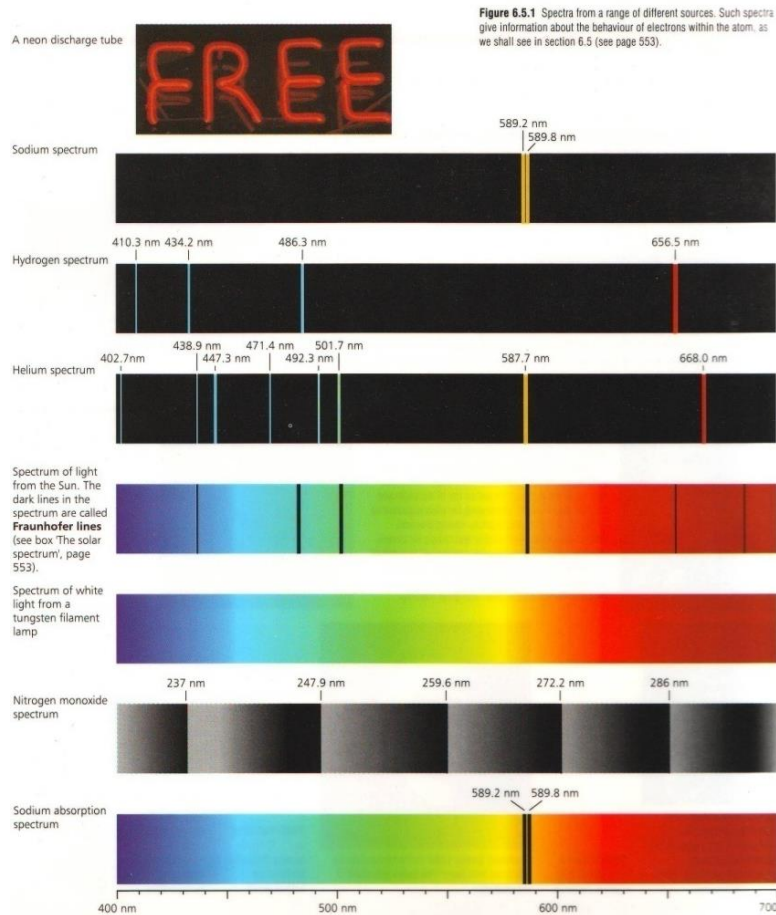 Figure 6.5.1 Spectra from a range of different sources. Such spectra
give information about the behaviour of electrons within the atom, as
we shall see in section 6.5 (see page 553).
A neon discharge tube
FREE
589.2 nm
589.8 nm
Sodium spectrum
410.3 nm 434.2 nm 486.3 nm 656.5 nm
Hydrogen spectrum
438.9 nm 471.4 nm 501.7 nm
402.7nm 447.3 nm 492.3 nm 587.7 nm 668.0 nm
Helium spectrum
Spectrum of light
from the Sun. The
dark lines in the
spectrum are called
Fraunhofer lines
(see box 'The solar
spectrum', page
553).
Spectrum of white
light from a
tungsten filament
lamp
237 nm 247.9 nm 259.6 nm 272.2 nm 286 nm
Nitrogen monoxide
spectrum
589.2 nm 589.8 nm
Sodium absorption
spectrum
400 nm 500 nm 600 nm 700